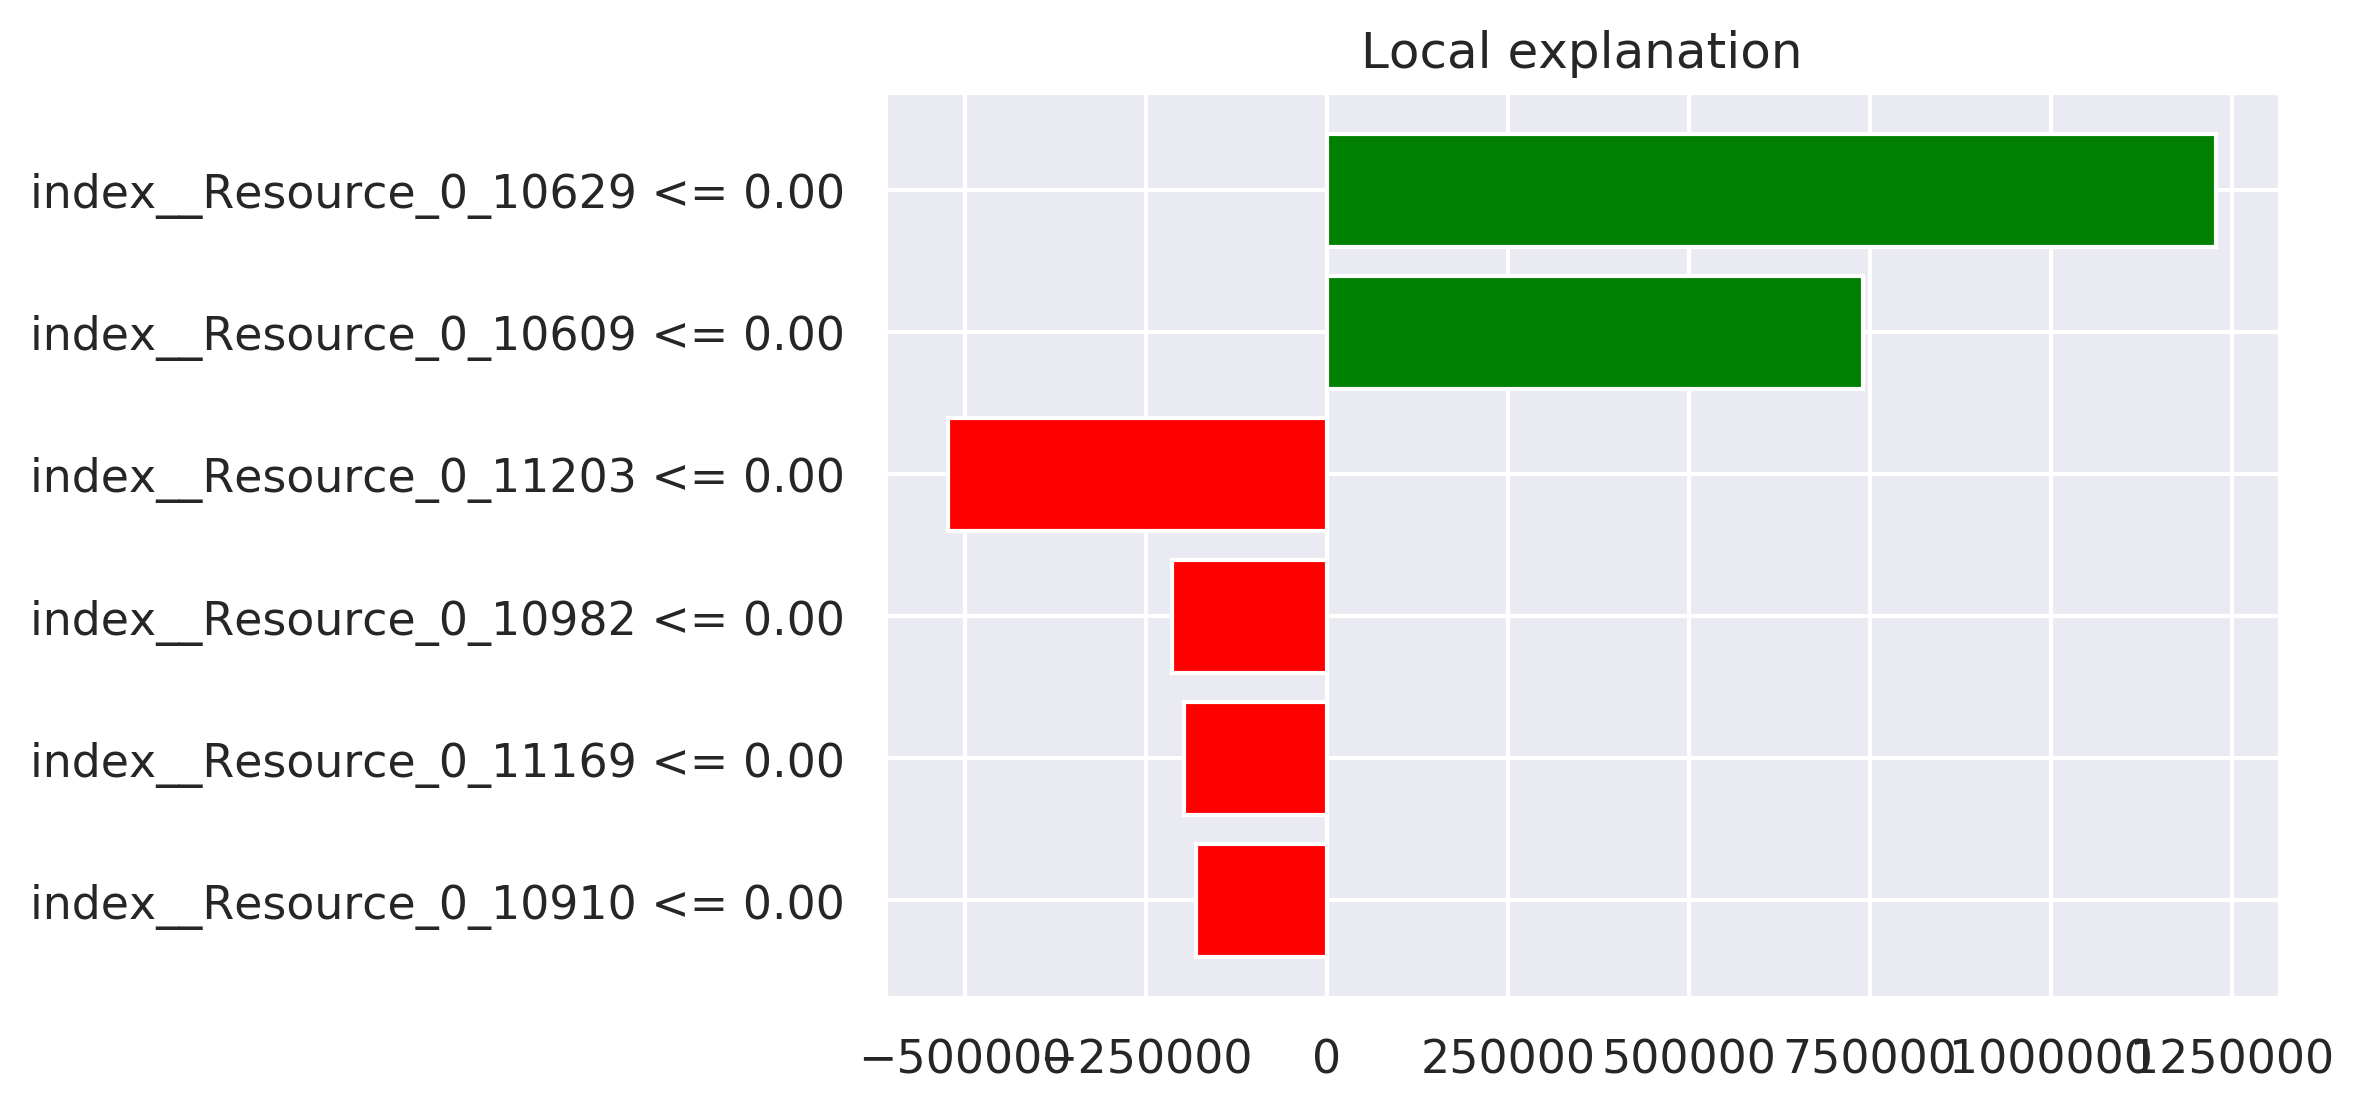 Local explanation
index__Resource_0_10629 <= 0.00
index__Resource_0_10609 <= 0.00
index__Resource_0_11203 <= 0.00
index__Resource_0_10982 <= 0.00
index__Resource_0_11169 <= 0.00
index__Resource_0_10910 <= 0.00
−500000 −250000 0 250000 500000 750000 1000000 1250000